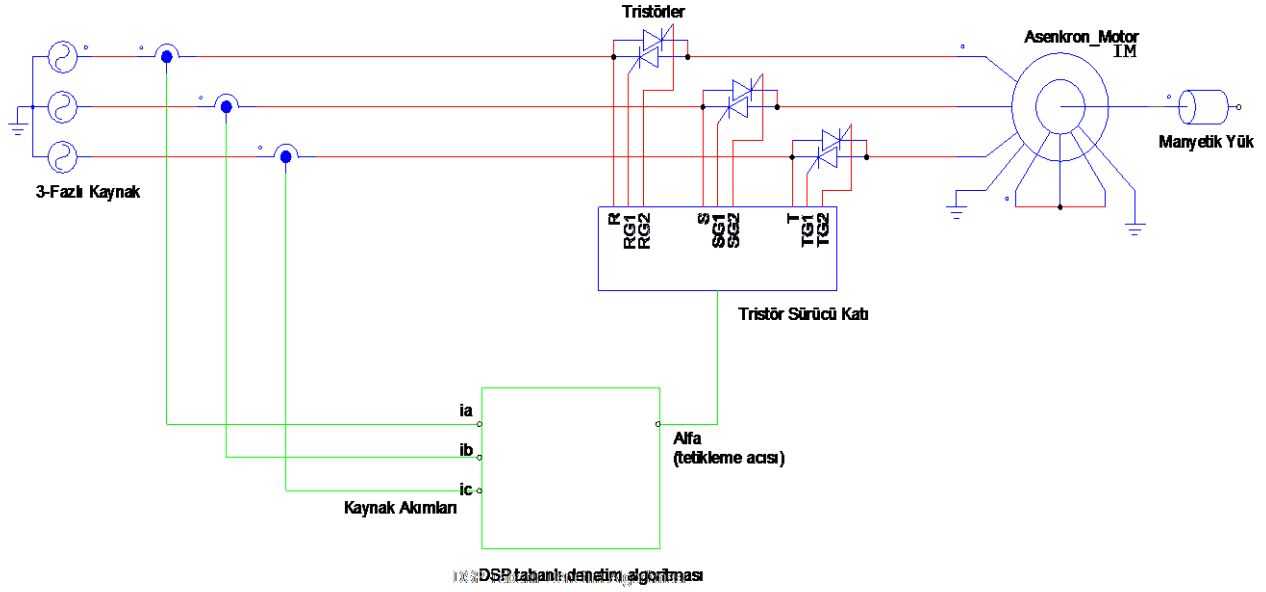 Tristörler
Asenkron_Motor
IM
Manyetik Yük
3-Fazlı Kaynak
R
RG1
RG2
S
SG1
SG2
T
TG1
TG2
Tristör Sürücü Katı
ia
ib
ic
Kaynak Akımları
Alfa
(tetikleme acısı)
DSP tabanlı denetim algoritması